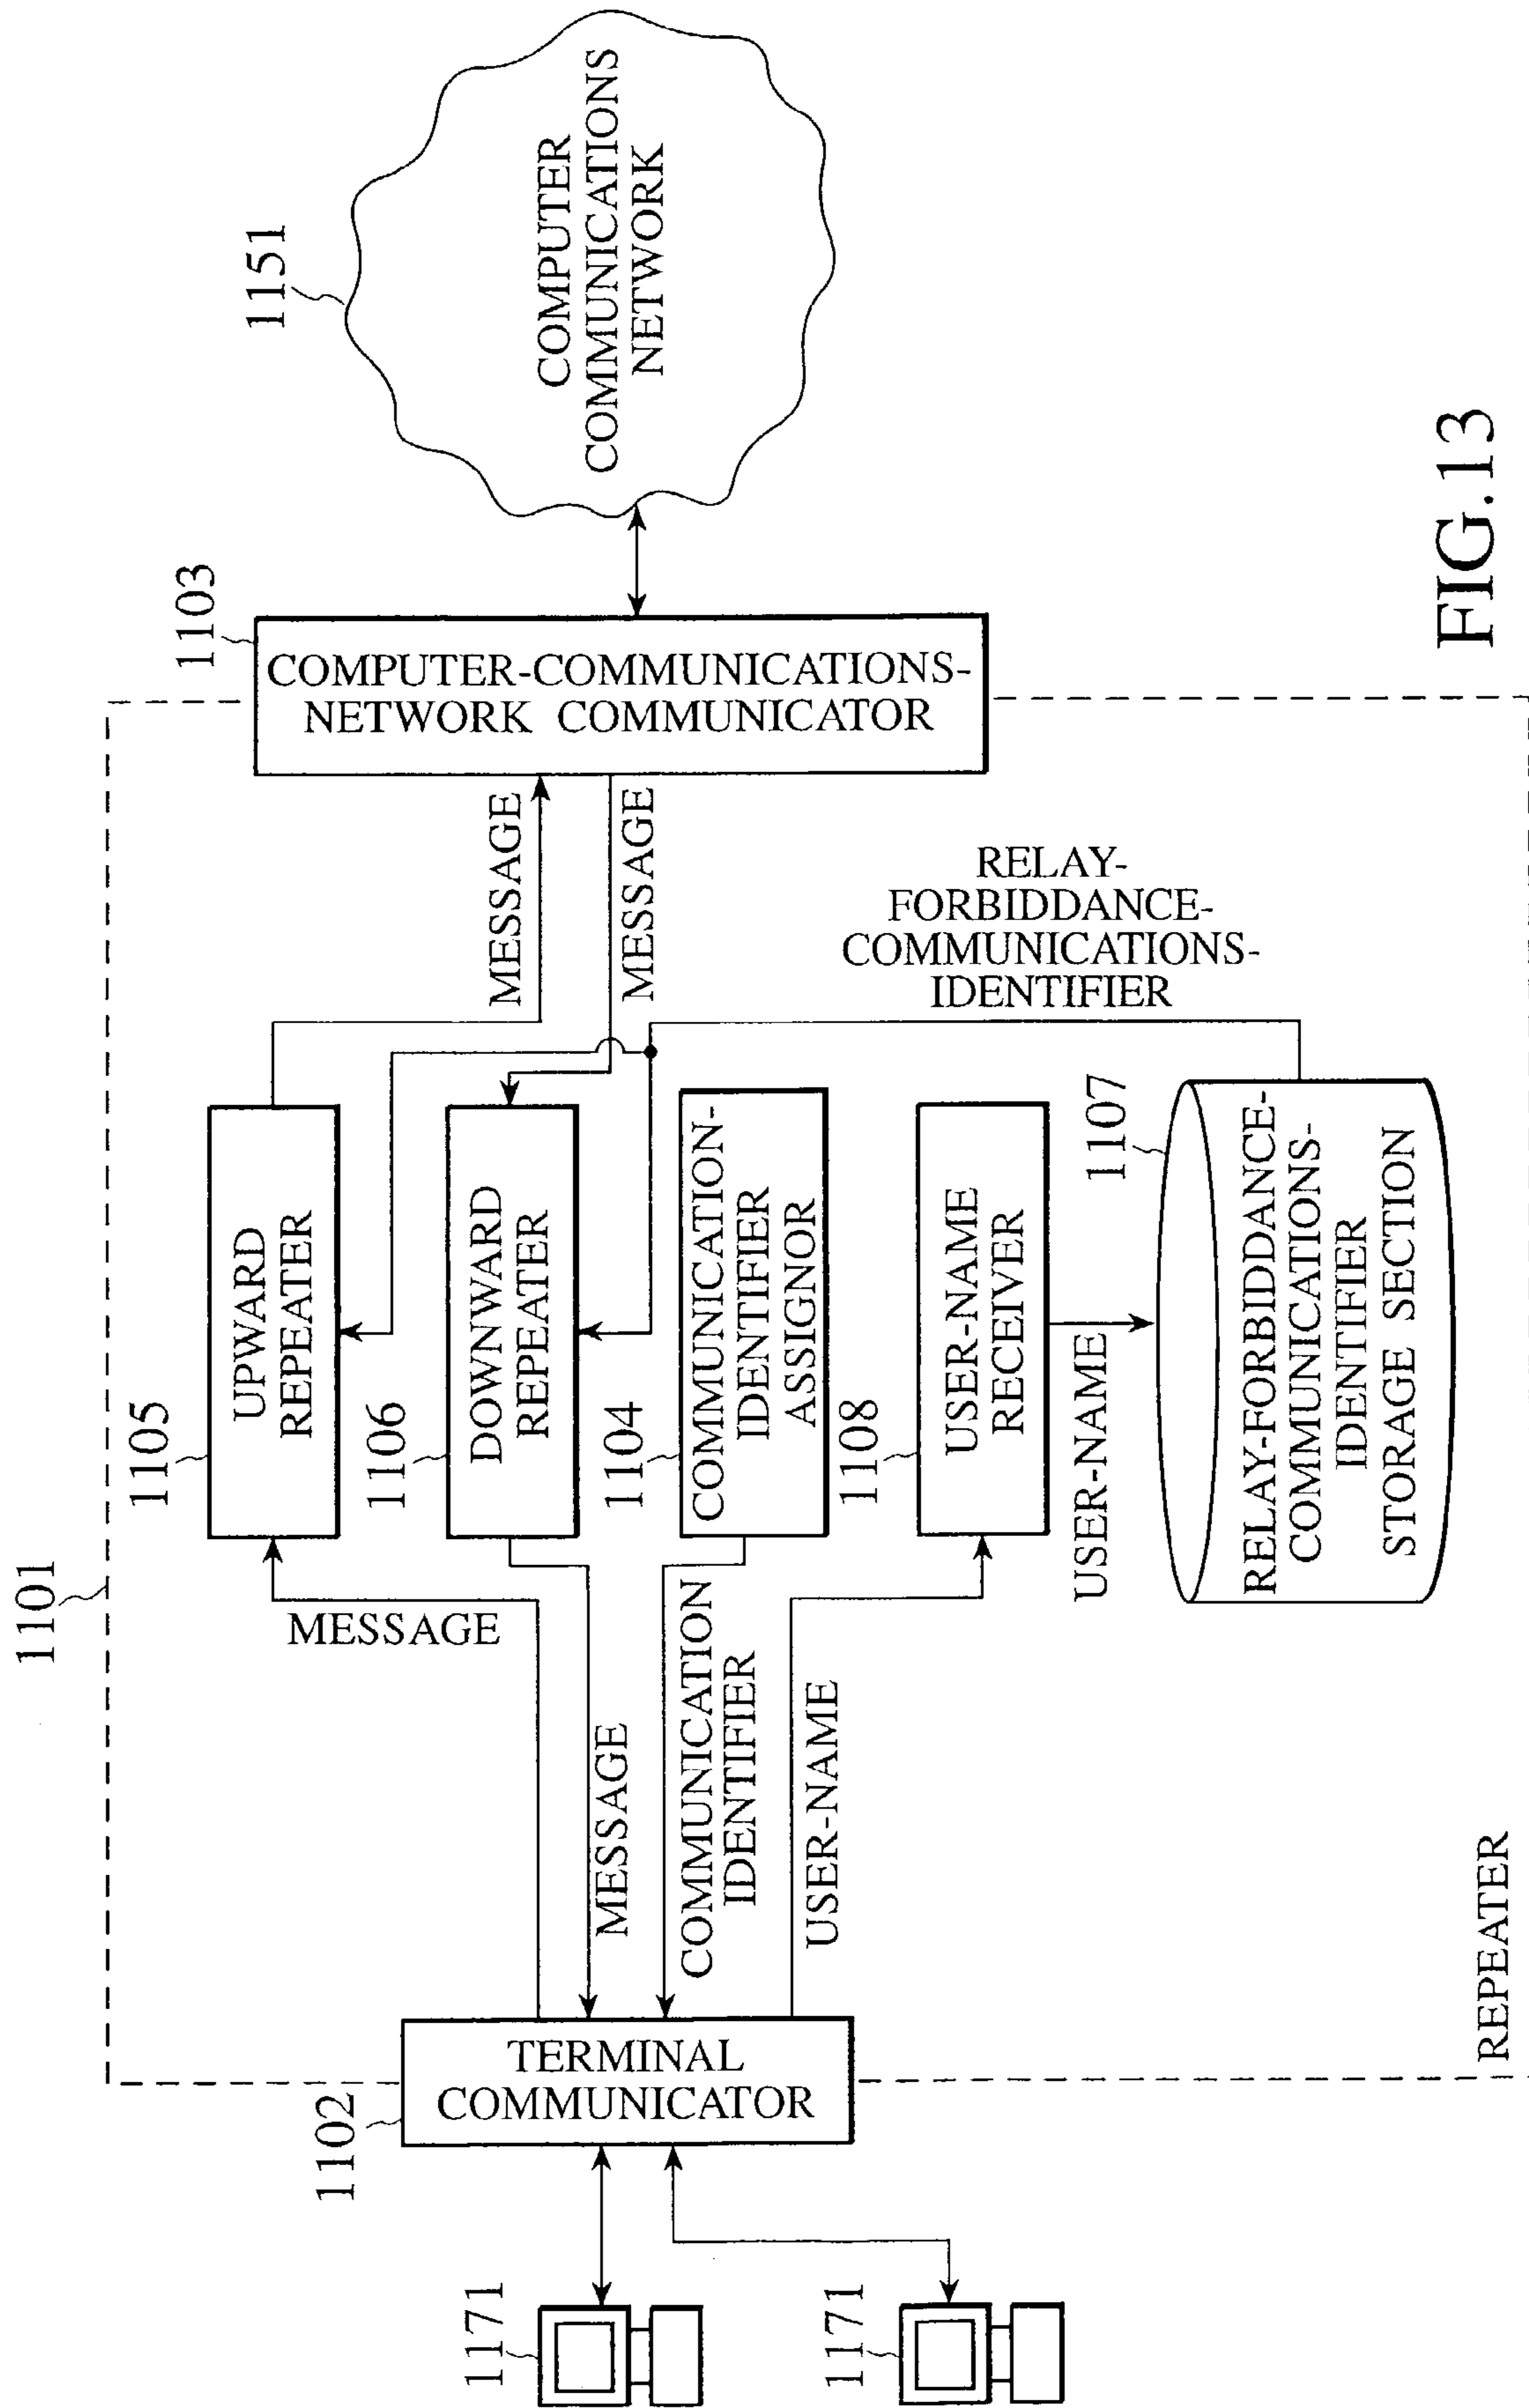 1101
1105
UPWARD
REPEATER
1106
DOWNWARD
REPEATER
1104
COMMUNICATION-
IDENTIFIER
ASSIGNOR
1108
USER-NAME
RECEIVER
USER-NAME
1107
RELAY-FORBIDDANCE-
COMMUNICATIONS-
IDENTIFIER
STORAGE SECTION
1171
1171
1102
TERMINAL
COMMUNICATOR
MESSAGE
MESSAGE
COMMUNICATION
IDENTIFIER
USER-NAME
MESSAGE
MESSAGE
RELAY-
FORBIDDANCE-
COMMUNICATIONS-
IDENTIFIER
1103
COMPUTER-COMMUNICATIONS-
NETWORK COMMUNICATOR
1151
COMPUTER
COMMUNICATIONS
NETWORK
REPEATER
FIG.13